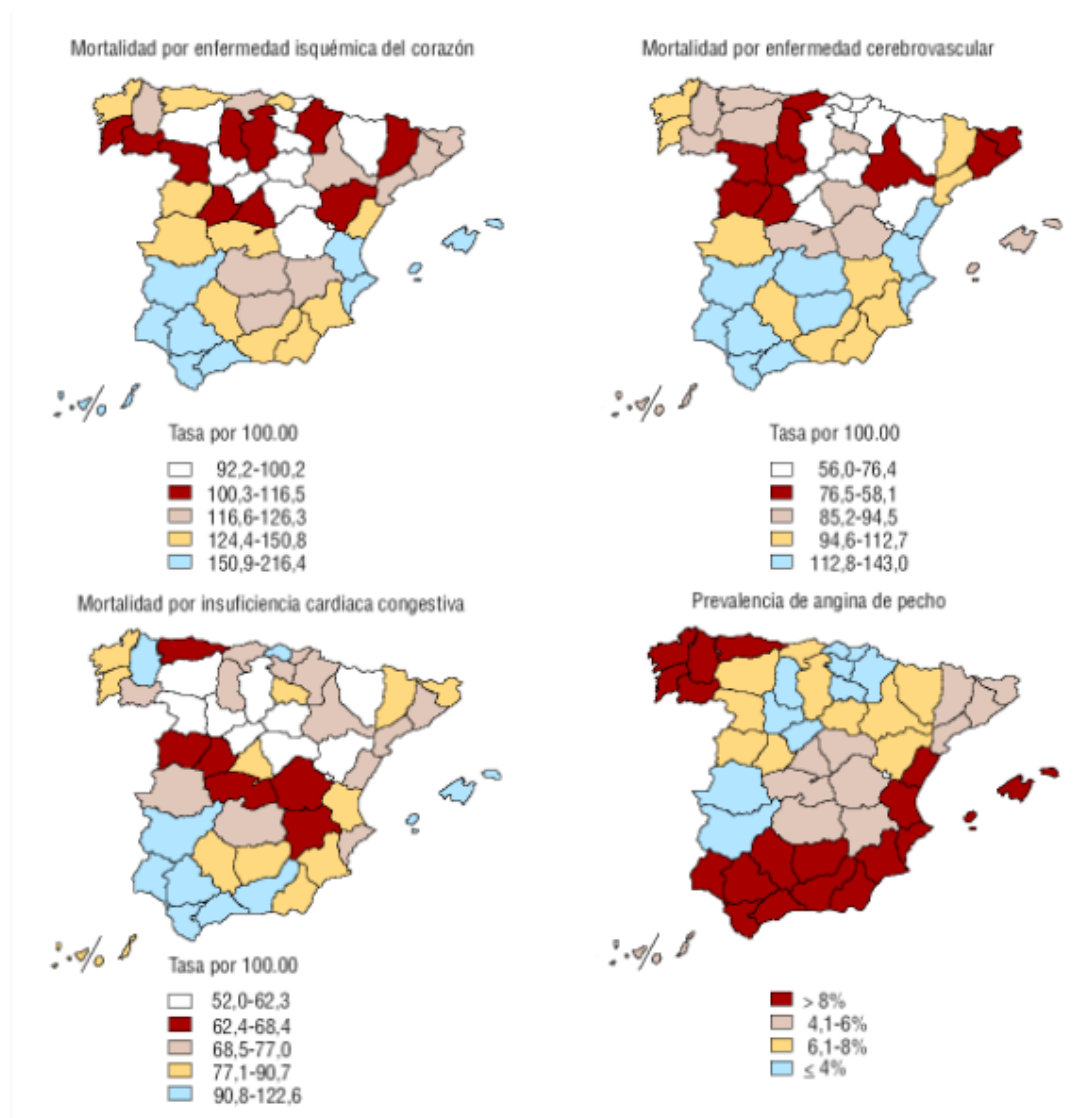 Mortalidad por enfermedad isquémica del corazón
Tasa por 100.00
92,2-100,2
100,3-116,5
116,6-126,3
124,4-150,8
150,9-216,4
Mortalidad por enfermedad cerebrovascular
Tasa por 100.00
56,0-76,4
76,5-58,1
85,2-94,5
94,6-112,7
112,8-143,0
Mortalidad por insuficiencia cardiaca congestiva
Tasa por 100.00
52,0-62,3
62,4-68,4
68,5-77,0
77,1-90,7
90,8-122,6
Prevalencia de angina de pecho
> 8%
4,1-6%
6,1-8%
≤ 4%